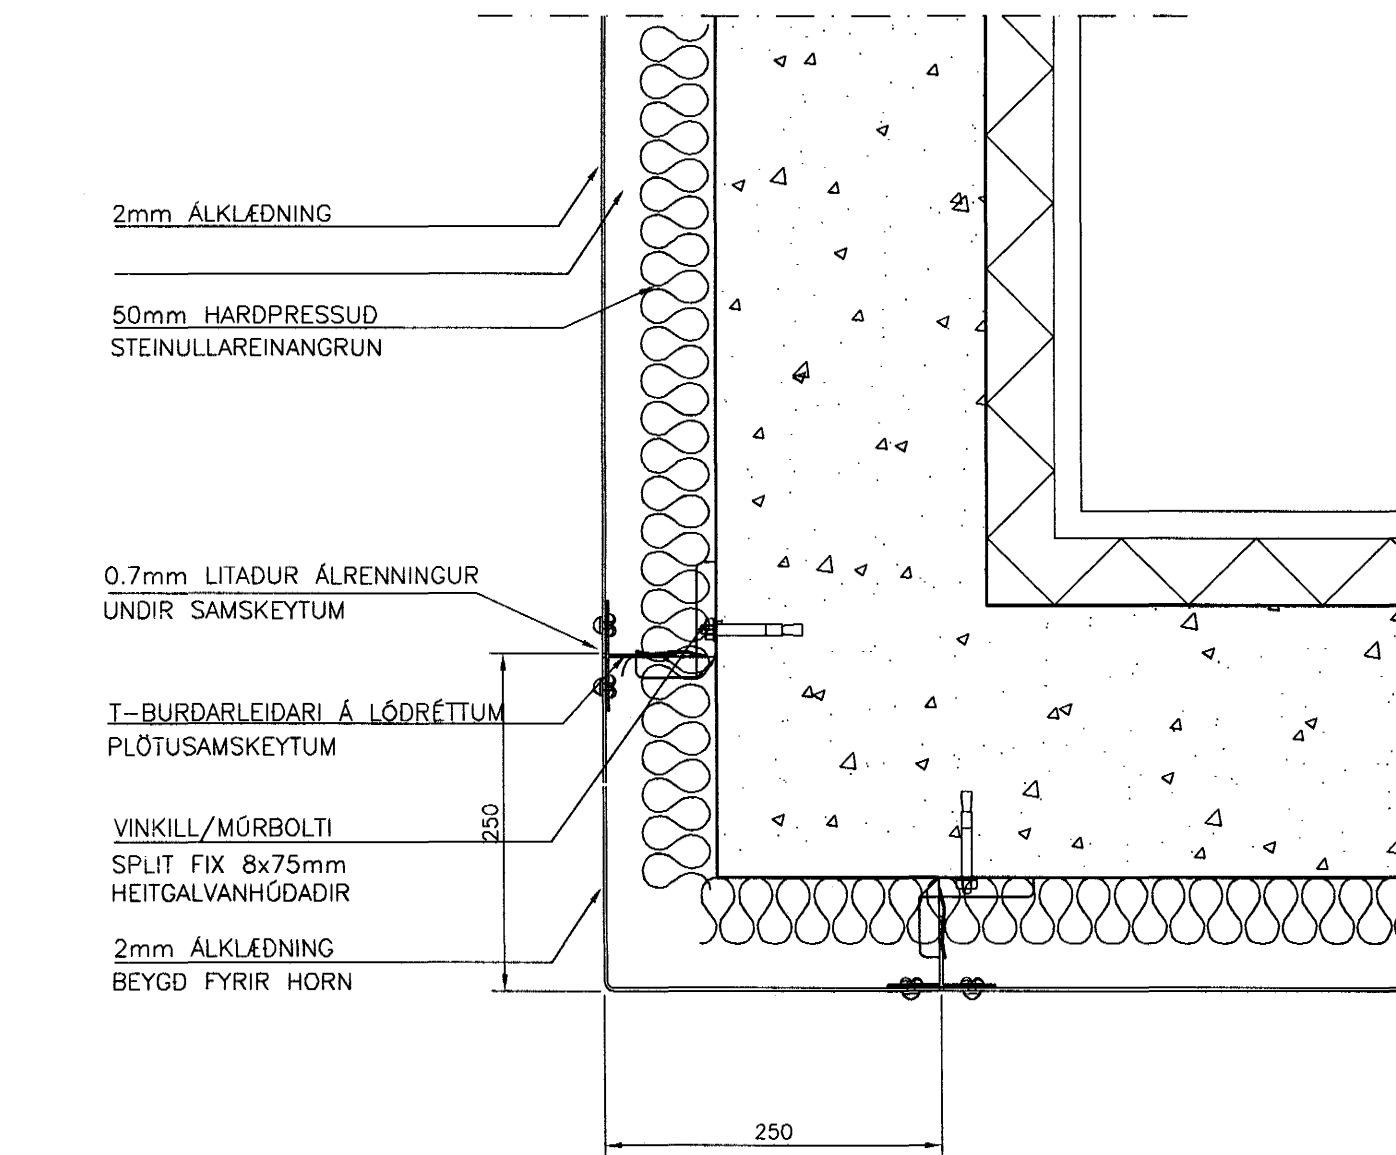 2mm ÁLKLÆÐNING
50mm HARDPRESSUD
STEINULLAREINANGRUN
0.7mm LITADUR ÁLRENNINGUR
UNDIR SAMSKEYTUM
T-BURDARLEIDARI Á LÓDRÉTTUM
PLÖTUSAMSKEYTUM
VINKILL/MÚRBOLTI
SPLIT FIX 8x75mm
HEITGALVANHÚDADIR
2mm ÁLKLÆÐNING
BEYGD FYRIR HORN
250
250